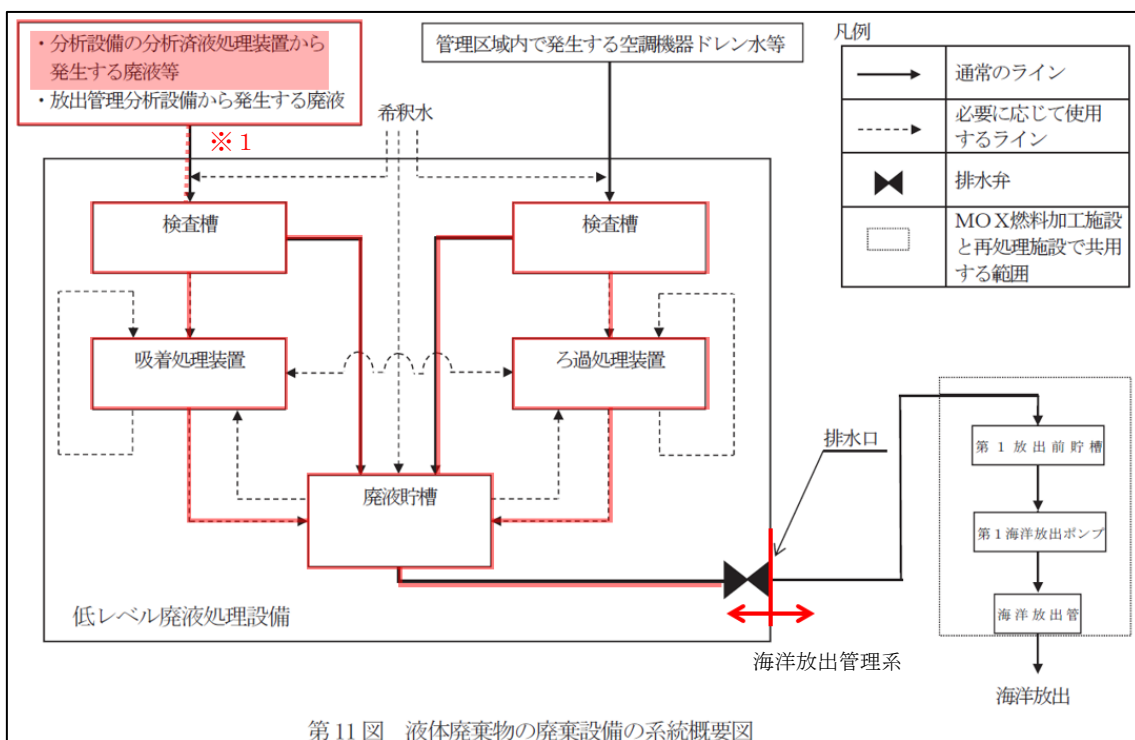 ・分析設備の分析済液処理装置から
発生する廃液等
・放出管理分析設備から発生する廃液
管理区域内で発生する空調機器ドレン水等
凡例
通常のライン
必要に応じて使用
するライン
排水弁
ＭＯＸ燃料加工施設
と再処理施設で共用
する範囲
希釈水
※１
検査槽
検査槽
吸着処理装置
ろ過処理装置
廃液貯槽
排水口
第１放出前貯槽
第１海洋放出ポンプ
海洋放出管
低レベル廃液処理設備
海洋放出管理系
海洋放出
第11図 液体廃棄物の廃棄設備の系統概要図